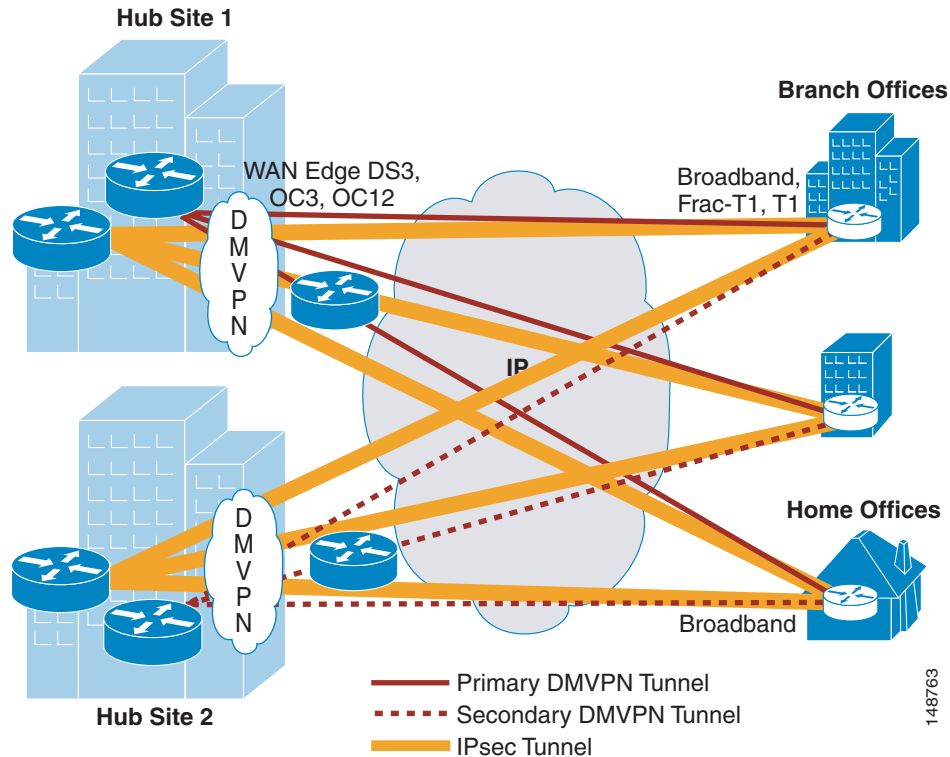 Hub Site 1
Branch Offices
WAN Edge DS3,
OC3, OC12
Broadband,
Frac-T1, T1
D
M
V
P
N
IP
Home Offices
D
M
V
P
N
Broadband
Hub Site 2
Primary DMVPN Tunnel
Secondary DMVPN Tunnel
IPsec Tunnel
148763